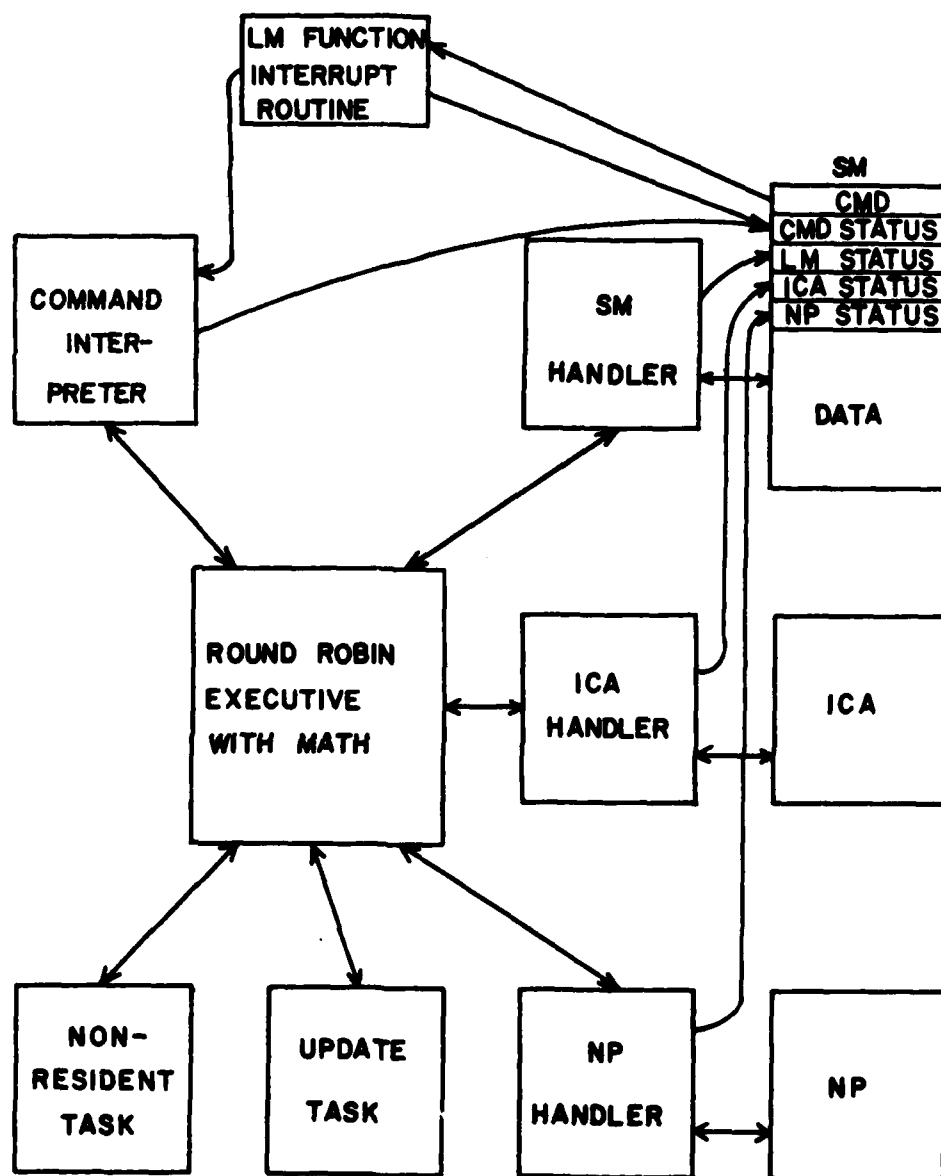 LM FUNCTION
INTERRUPT
ROUTINE
SM
CMD
CMD STATUS
LM STATUS
ICA STATUS
NP STATUS
DATA
COMMAND
INTER-
PRETER
SM
HANDLER
ROUND ROBIN
EXECUTIVE
WITH MATH
ICA
HANDLER
ICA
NON-
RESIDENT
TASK
UPDATE
TASK
NP
HANDLER
NP